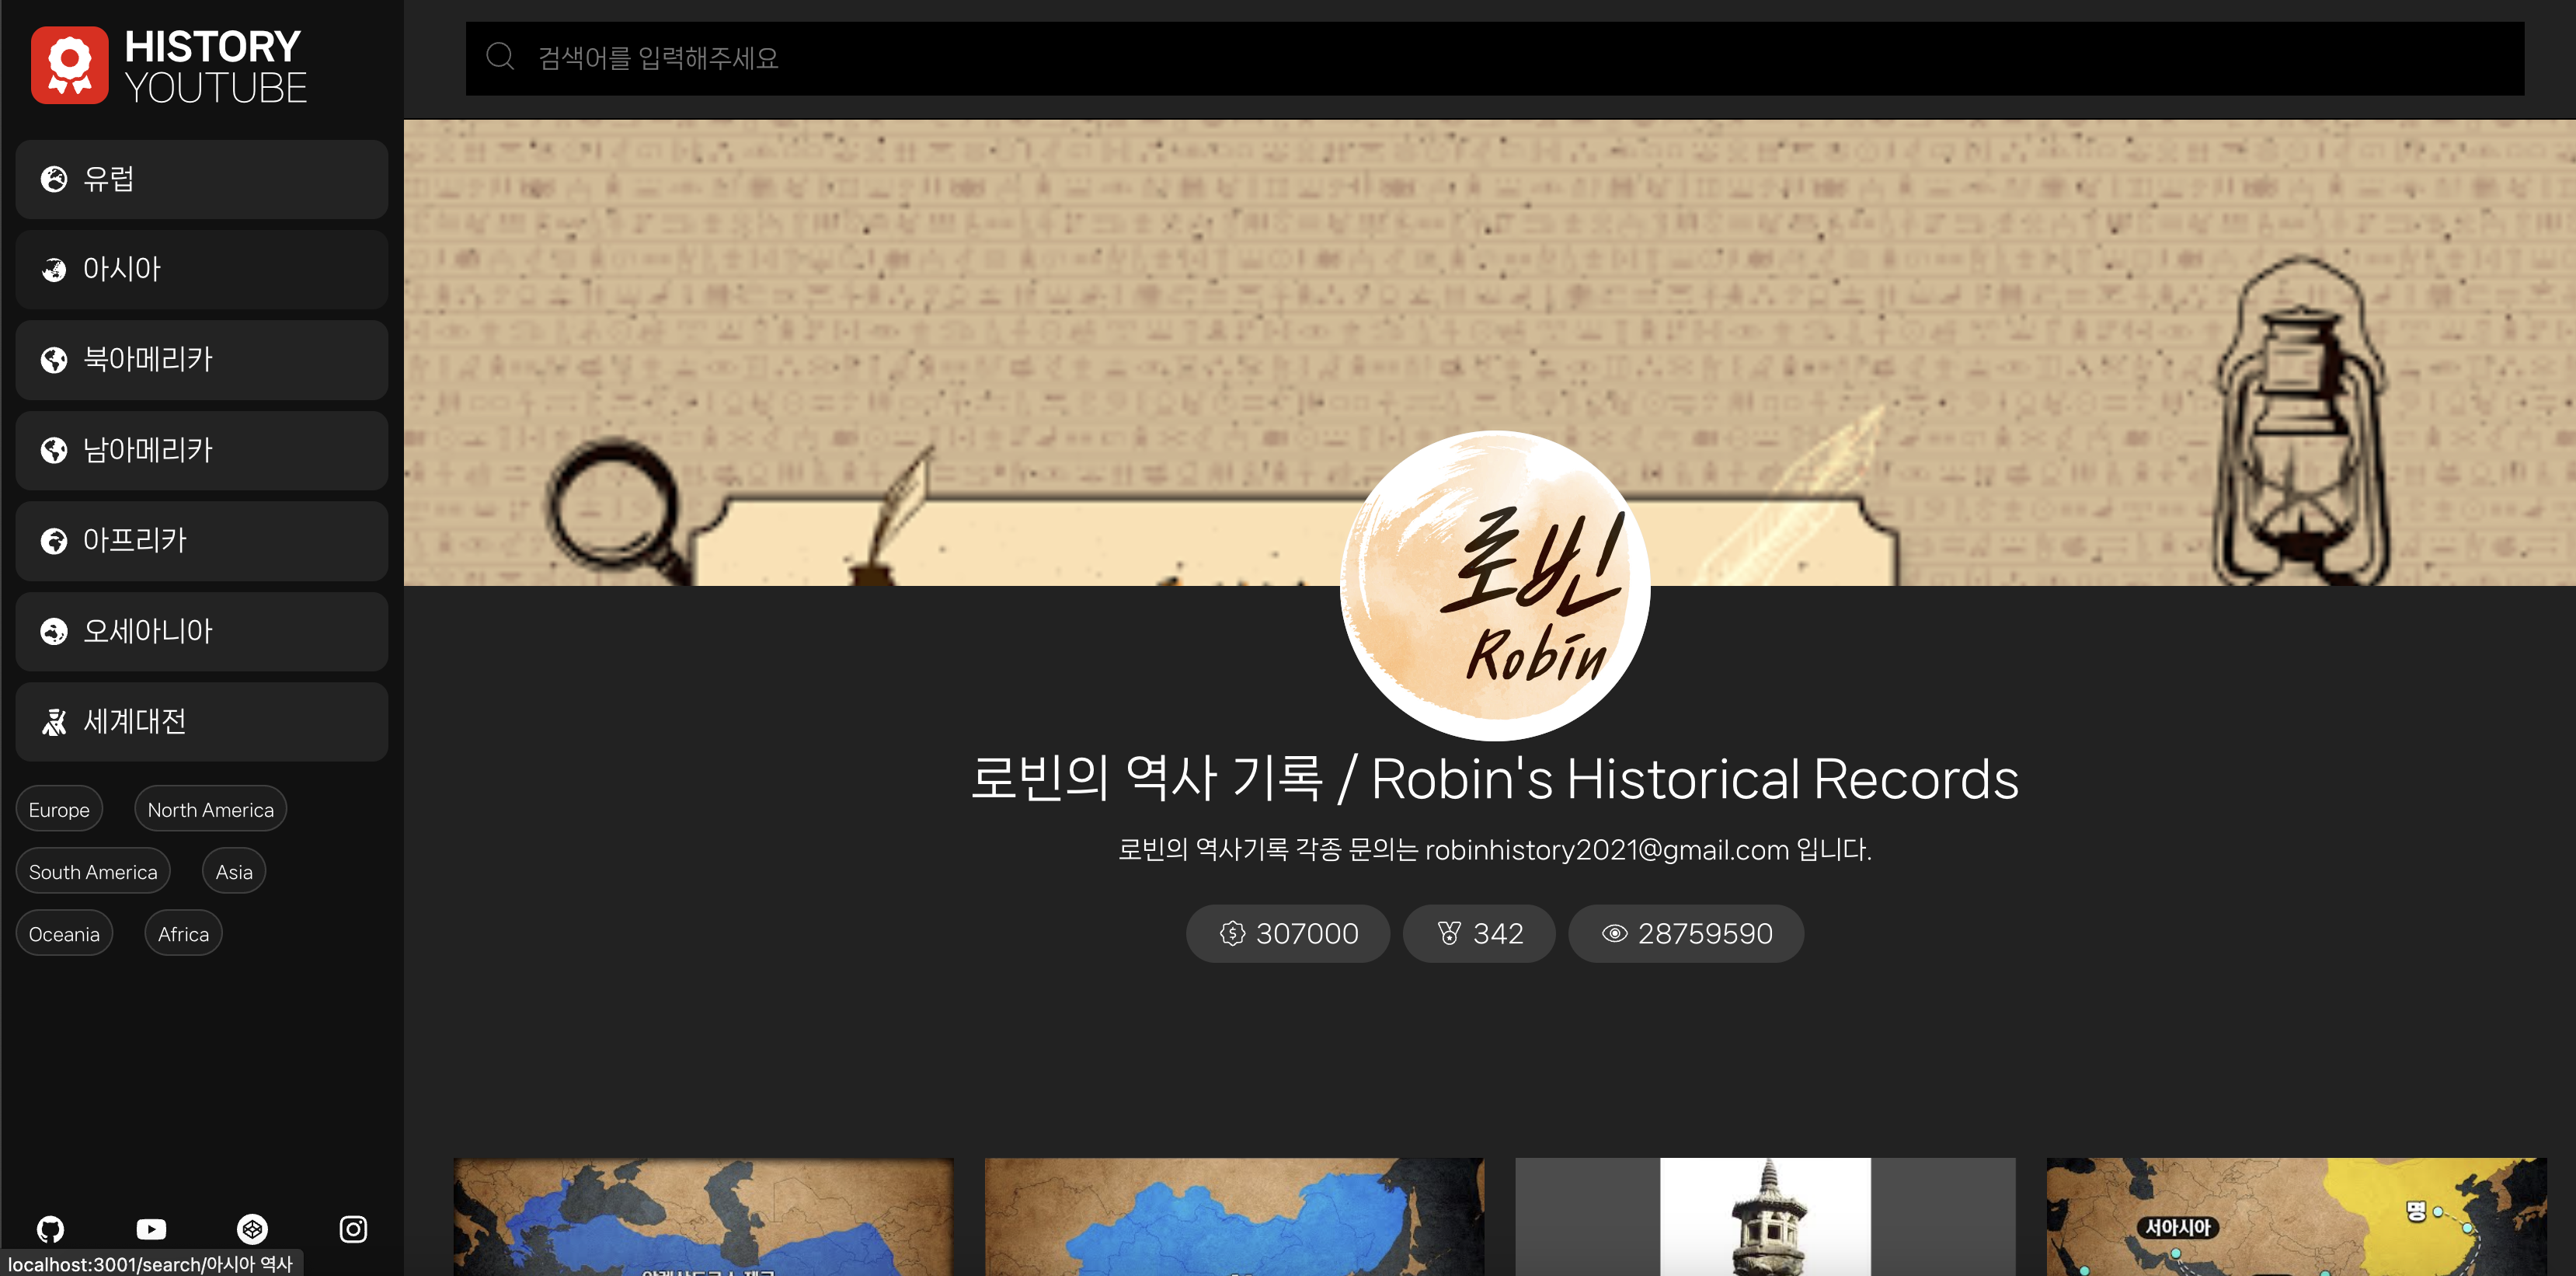 HISTORY
YOUTUBE
검색어를 입력해주세요
유럽
아시아
북아메리카
남아메리카
아프리카
오세아니아
세계대전
Europe
North America
South America
Asia
Oceania
Africa
로빈
Robin
로빈의 역사 기록 / Robin's Historical Records
로빈의 역사기록 각종 문의는 robinhistory2021@gmail.com 입니다.
307000
342
28759590
서아시아
명
localhost:3001/search/아시아 역사